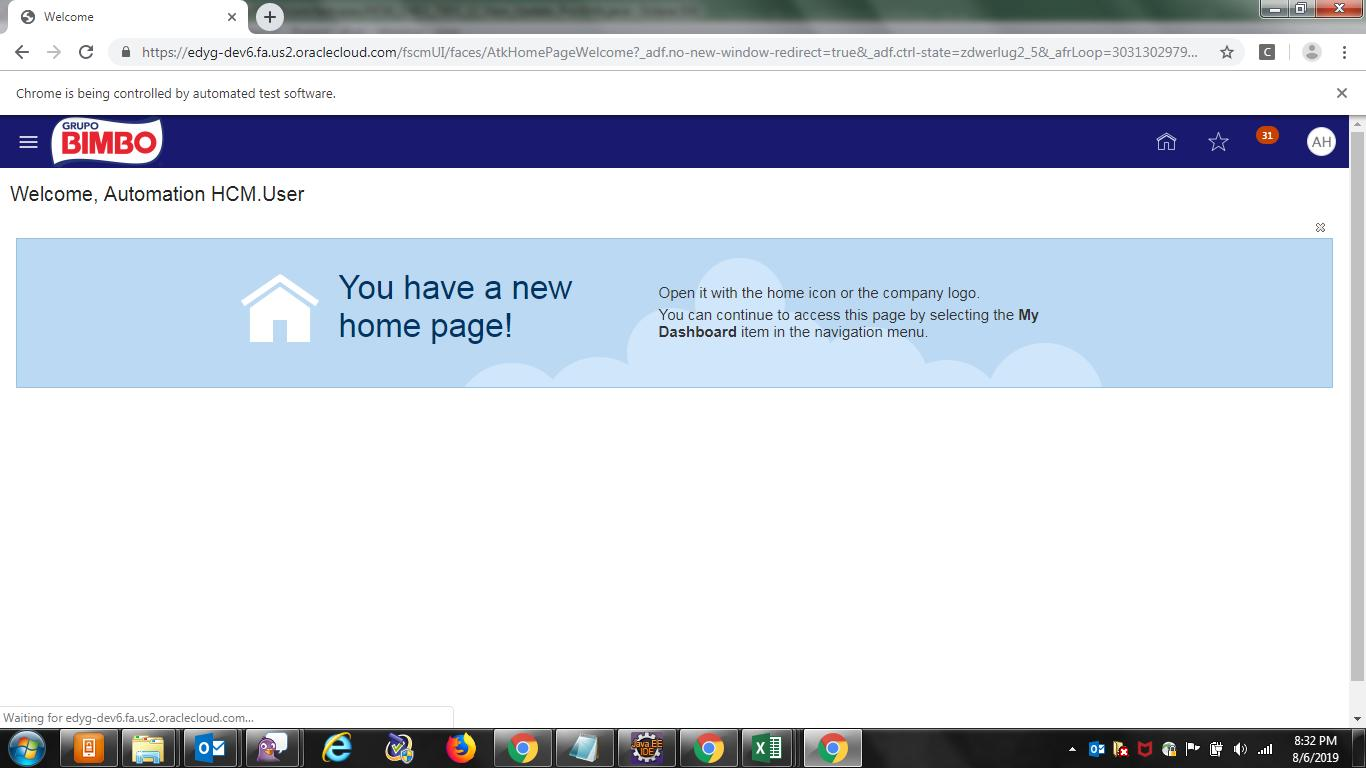 Welcome
https://edyg-dev6.fa.us2.oraclecloud.com/fscmUI/faces/AtkHomePageWelcome?_adf.no-new-window-redirect=true&_adf.ctrl-state=zdwerlug2_5&_afrLoop=3031302979...
C
Chrome is being controlled by automated test software.
GRUPO
BIMBO
31
AH
Welcome, Automation HCM.User
You have a new
home page!
Open it with the home icon or the company logo.
You can continue to access this page by selecting the My
Dashboard item in the navigation menu.
Waiting for edyg-dev6.fa.us2.oraclecloud.com...
Java EE
IDE
8:32 PM
8/6/2019